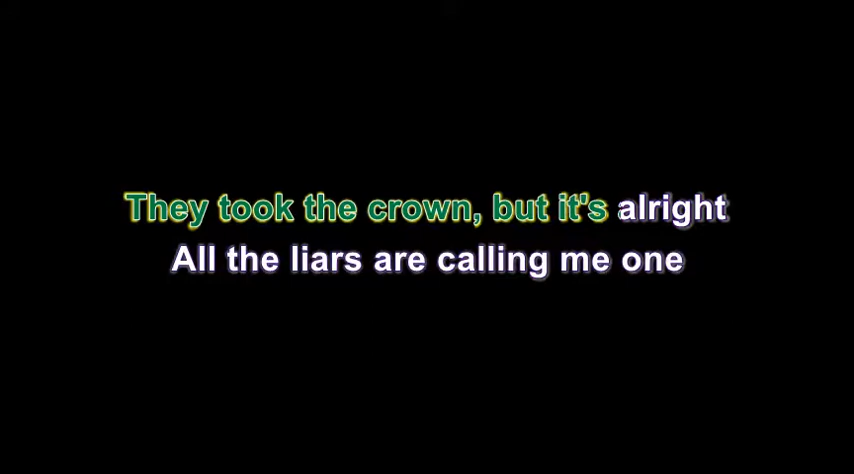 They took the crown, but it's alright
All the liars are calling me one